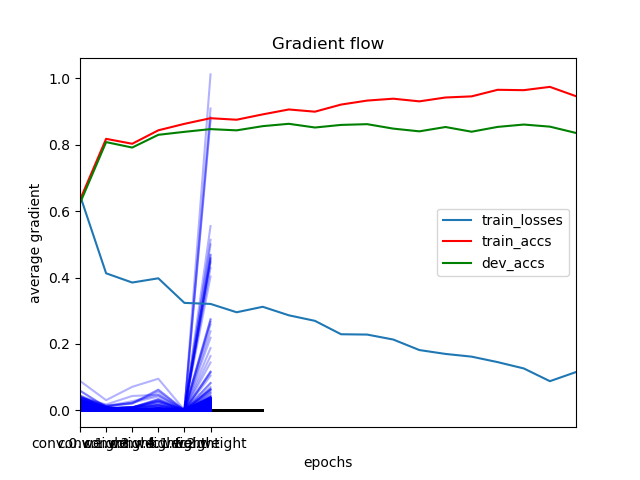 Gradient flow
1.0
0.8
0.6
0.4
0.2
0.0
average gradient
train_losses
train_accs
dev_accs
epochs